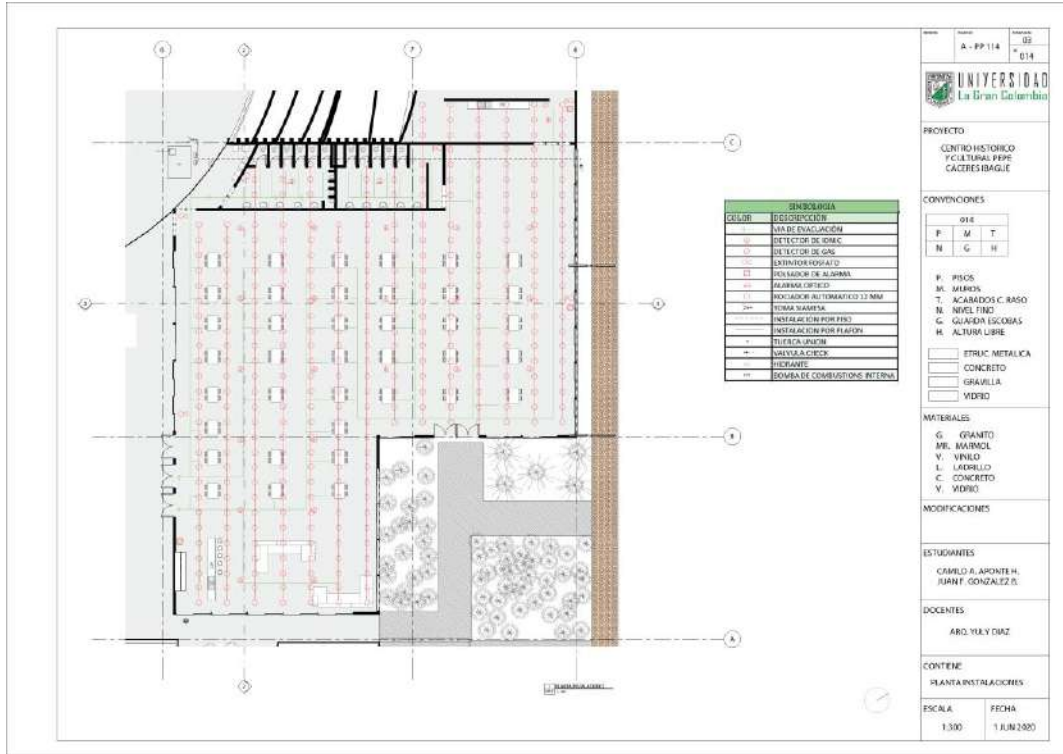 6
7
8
C
B
A
A - PP 114
03
014
UNIVERSIDAD
La Gran Colombia
PROYECTO
CENTRO HISTORICO
Y CULTURAL PEPE
CACERES IBAGUE
CONVENCIONES
014
P M T
N G H
P. PISOS
M. MUROS
T. ACABADOS C. RASO
N. NIVEL FINO
G. GUARDA ESCOBAS
H. ALTURA LIBRE
ETRUC. METALICA
CONCRETO
GRAVILLA
VIDRIO
MATERIALES
G. GRANITO
MR. MARMOL
V. VINILO
L. LADRILLO
C. CONCRETO
V. VIDRIO
MODIFICACIONES
ESTUDIANTES
CAMILO A. APONTE H.
JUAN F. GONZALEZ B.
DOCENTES
ARQ. YULY DIAZ
CONTIENE
PLANTA INSTALACIONES
ESCALA
FECHA
1:300
1 JUN 2020
SIMBOLOGIA
COLOR DESCRIPCIÓN
VIA DE EVACUACIÓN
DETECTOR DE IONIC
DETECTOR DE GAS
EXTINTOR FOSFATO
PULSADOR DE ALARMA
ALARMA OPTICO
ROCIADOR AUTOMATICO 12 MM
TOMA SIAMESA
INSTALACION POR PISO
INSTALACION POR PLAFON
TUERCA UNION
VALVULA CHECK
HIDRANTE
BOMBA DE COMBUSTIONS INTERNA